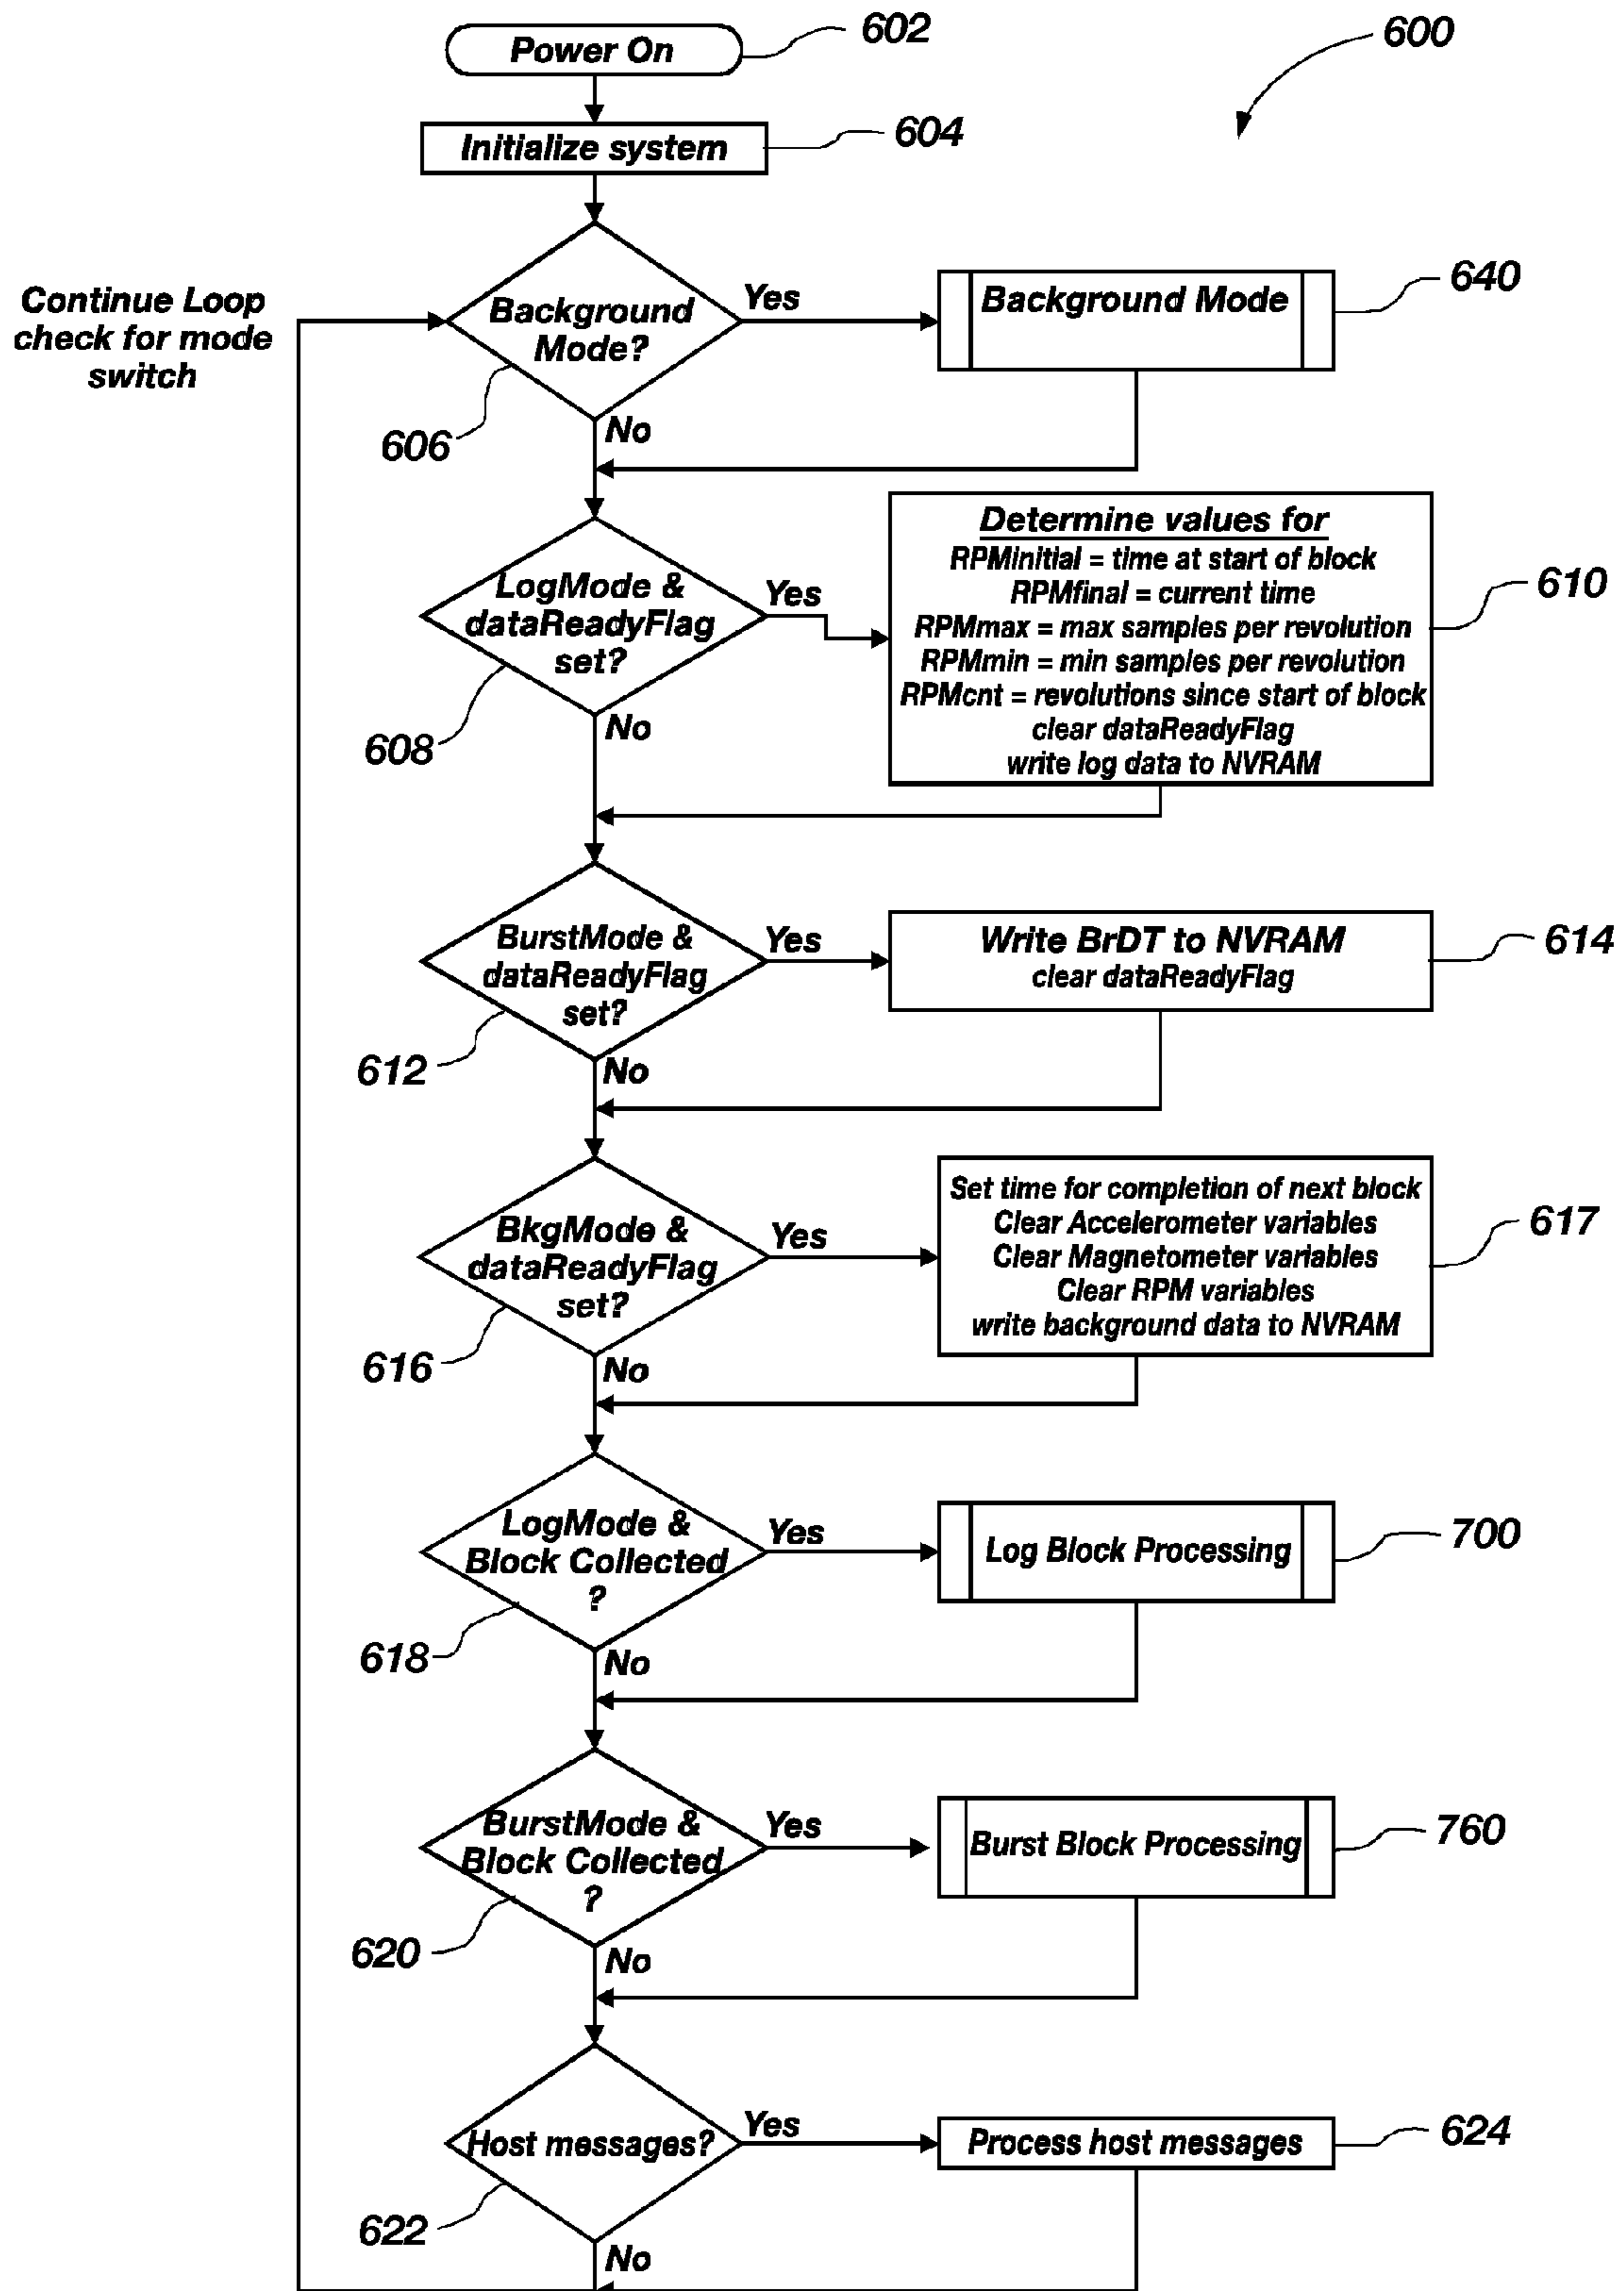 Power On
602
600
Initialize system
604
Continue Loop
check for mode
switch
Background
Mode?
Yes
Background Mode
640
606
No
LogMode &
dataReadyFlag
set?
Yes
Determine values for
RPMinitial = time at start of block
RPMfinal = current time
RPMmax = max samples per revolution
RPMmin = min samples per revolution
RPMcnt = revolutions since start of block
clear dataReadyFlag
write log data to NVRAM
610
608
No
BurstMode &
dataReadyFlag
set?
Yes
Write BrDT to NVRAM
clear dataReadyFlag
614
612
No
BkgMode &
dataReadyFlag
set?
Yes
Set time for completion of next block
Clear Accelerometer variables
Clear Magnetometer variables
Clear RPM variables
write background data to NVRAM
617
616
No
LogMode &
Block Collected
?
Yes
Log Block Processing
700
618
No
BurstMode &
Block Collected
?
Yes
Burst Block Processing
760
620
No
Host messages?
Yes
Process host messages
624
622
No